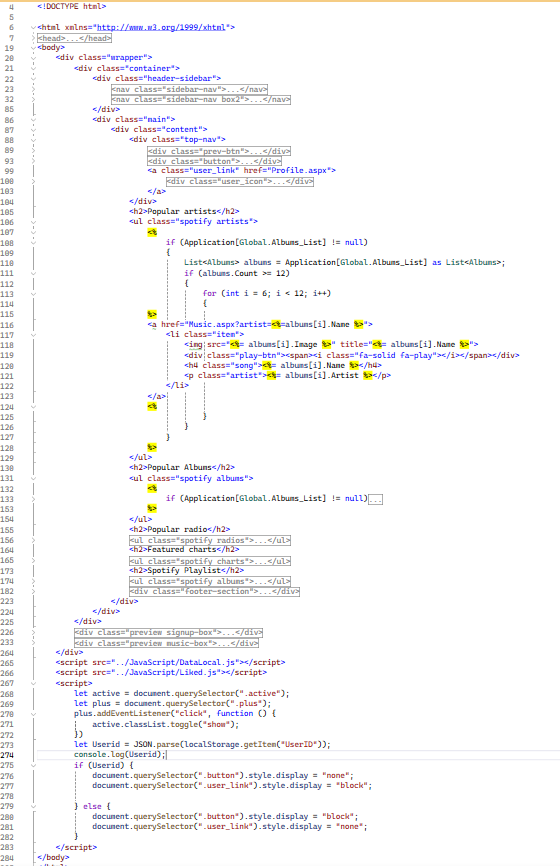 4 <!DOCTYPE html>
5
6 <html xmlns="http://www.w3.org/1999/xhtml">
7 <head>...</head>
19 <body>
20 <div class="wrapper">
21 <div class="container">
22 <div class="header-sidebar">
23 <nav class="sidebar-nav">...</nav>
32 <nav class="sidebar-nav box2">...</nav>
85 </div>
86 <div class="main">
87 <div class="content">
88 <div class="top-nav">
89 <div class="prev-btn">...</div>
93 <div class="button">...</div>
99 <a class="user_link" href="Profile.aspx">
100 <div class="user_icon">...</div>
103 </a>
104 </div>
105 <h2>Popular artists</h2>
106 <ul class="spotify artists">
107 <%
108 if (Application[Global.Albums_List] != null)
109 {
110 List<Albums> albums = Application[Global.Albums_List] as List<Albums>;
111 if (albums.Count >= 12)
112 {
113 for (int i = 6; i < 12; i++)
114 {
115 %>
116 <a href="Music.aspx?artist=<%=albums[i].Name %>">
117 <li class="item">
118 <img src="<%= albums[i].Image %>" title="<%= albums[i].Name %>">
119 <div class="play-btn"><span><i class="fa-solid fa-play"></i></span></div>
120 <h4 class="song"><%= albums[i].Name %></h4>
121 <p class="artist"><%= albums[i].Artist %></p>
122 </li>
123 </a>
124 <%
125 }
126 }
127 }
128 %>
129 </ul>
130 <h2>Popular Albums</h2>
131 <ul class="spotify albums">
132 <%
133 if (Application[Global.Albums_List] != null)...
153 %>
154 </ul>
155 <h2>Popular radio</h2>
156 <ul class="spotify radios">...</ul>
164 <h2>Featured charts</h2>
165 <ul class="spotify charts">...</ul>
173 <h2>Spotify Playlist</h2>
174 <ul class="spotify albums">...</ul>
182 <div class="footer-section">...</div>
223 </div>
224 </div>
225 </div>
226 <div class="preview signup-box">...</div>
233 <div class="preview music-box">...</div>
264 </div>
265 <script src="../JavaScript/DataLocal.js"></script>
266 <script src="../JavaScript/Liked.js"></script>
267 <script>
268 let active = document.querySelector(".active");
269 let plus = document.querySelector(".plus");
270 plus.addEventListener("click", function () {
271 active.classList.toggle("show");
272 })
273 let Userid = JSON.parse(localStorage.getItem("UserID"));
274 console.log(Userid);
275 if (Userid) {
276 document.querySelector(".button").style.display = "none";
277 document.querySelector(".user_link").style.display = "block";
278
279 } else {
280 document.querySelector(".button").style.display = "block";
281 document.querySelector(".user_link").style.display = "none";
282 }
283 </script>
284 </body>